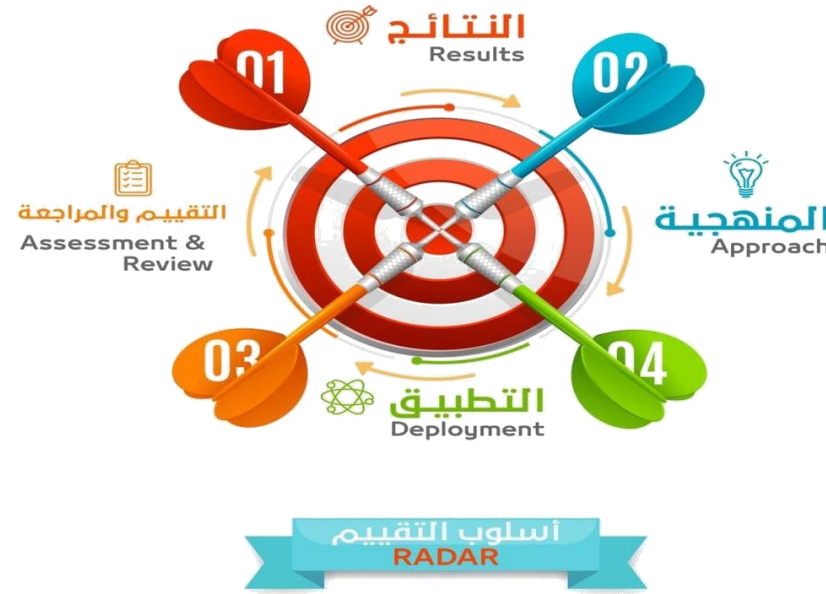 النتائج
Results
01
02
التقييم والمراجعة
Assessment &
Review
المنهجية
Approach
03
04
التطبيق
Deployment
أسلوب التقييم
RADAR